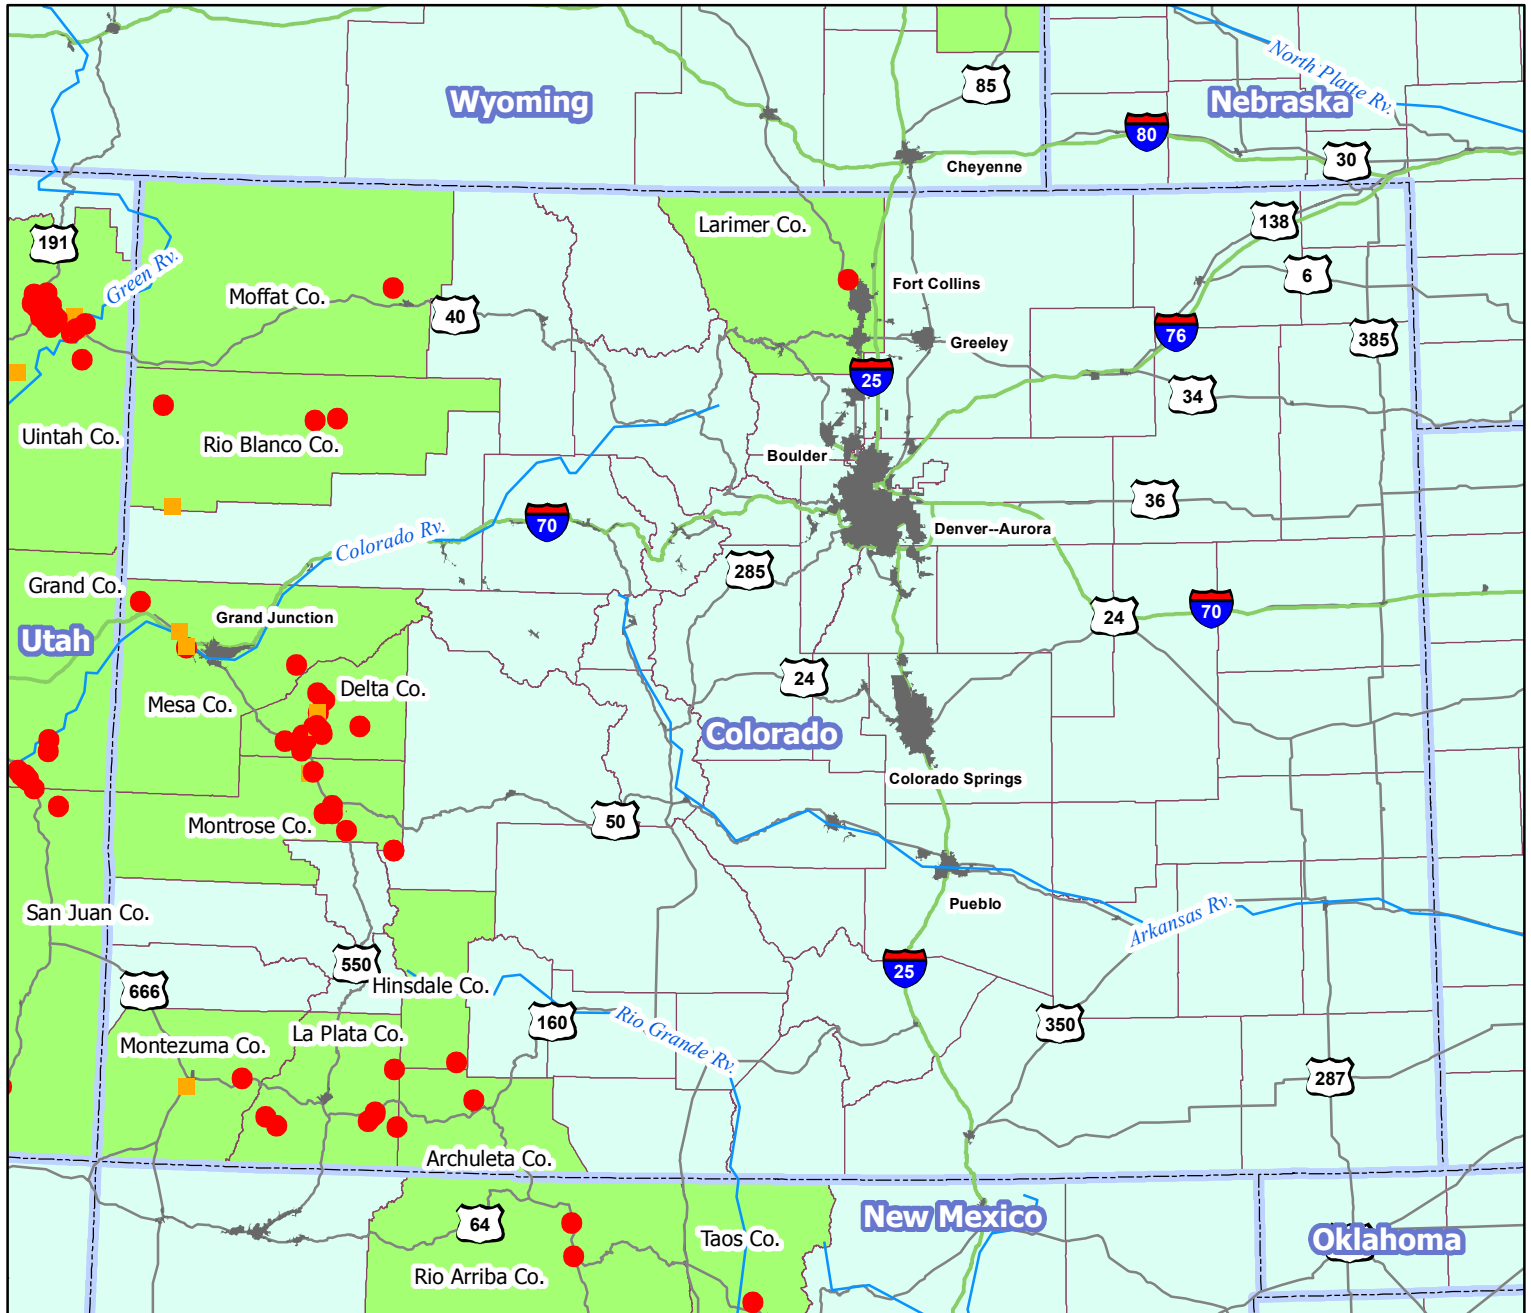 North Platte Rv.
85
Wyoming
Nebraska
80
30
Cheyenne
138
Larimer Co.
191
Green Rv.
6
Fort Collins
Moffat Co.
40
76
385
Greeley
25
34
Uintah Co.
Rio Blanco Co.
Boulder
36
70
Colorado Rv.
Denver--Aurora
285
Grand Co.
Grand Junction
24
70
Utah
24
Delta Co.
Mesa Co.
Colorado
Colorado Springs
50
Montrose Co.
Pueblo
San Juan Co.
Arkansas Rv.
550
25
Hinsdale Co.
666
160
350
Rio Grande Rv.
La Plata Co.
Montezuma Co.
287
Archuleta Co.
64
New Mexico
Taos Co.
Oklahoma
Rio Arriba Co.